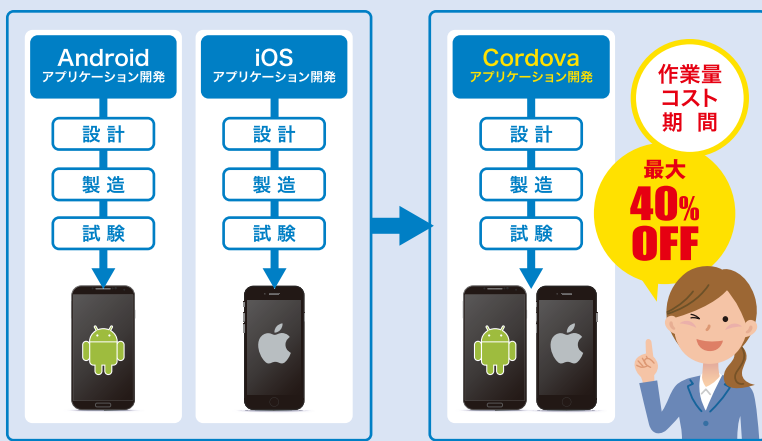 Android
アプリケーション開発
設計
製造
試験
iOS
アプリケーション開発
設計
製造
試験
Cordova
アプリケーション開発
設計
製造
試験
作業量
コスト
期間
最大
40%
OFF